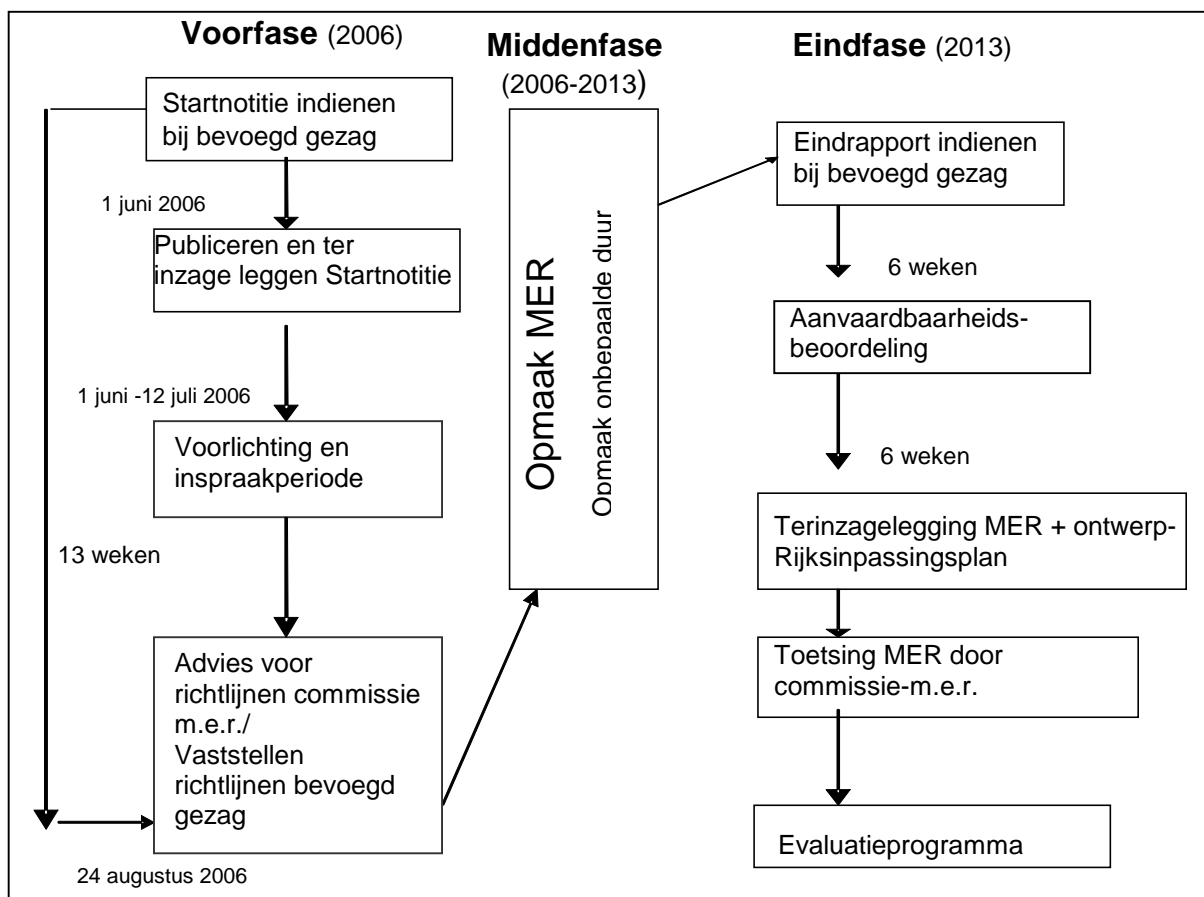 Voorfase (2006)
Startnotitie indienen
bij bevoegd gezag
1 juni 2006
Publiceren en ter
inzage leggen Startnotitie
1 juni -12 juli 2006
Voorlichting en
inspraakperiode
13 weken
Advies voor
richtlijnen commissie
m.e.r./
Vaststellen
richtlijnen bevoegd
gezag
24 augustus 2006
Middenfase
(2006-2013)
Opmaak MER
Opmaak onbepaalde duur
Eindfase (2013)
Eindrapport indienen
bij bevoegd gezag
6 weken
Aanvaardbaarheids-
beoordeling
6 weken
Terinzagelegging MER + ontwerp-
Rijksinpassingsplan
Toetsing MER door
commissie-m.e.r.
Evaluatieprogramma